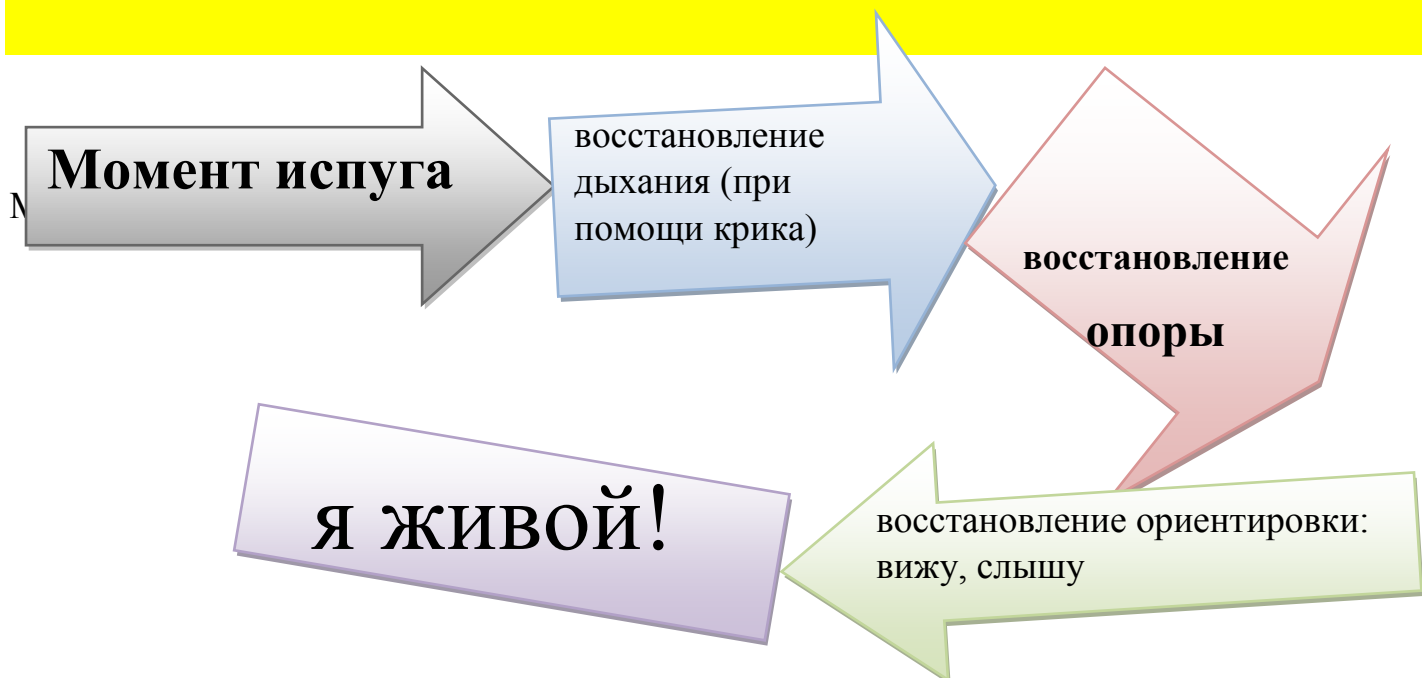 Момент испуга
восстановление
дыхания (при
помощи крика)
восстановление
опоры
восстановление ориентировки:
вижу, слышу
я живой!